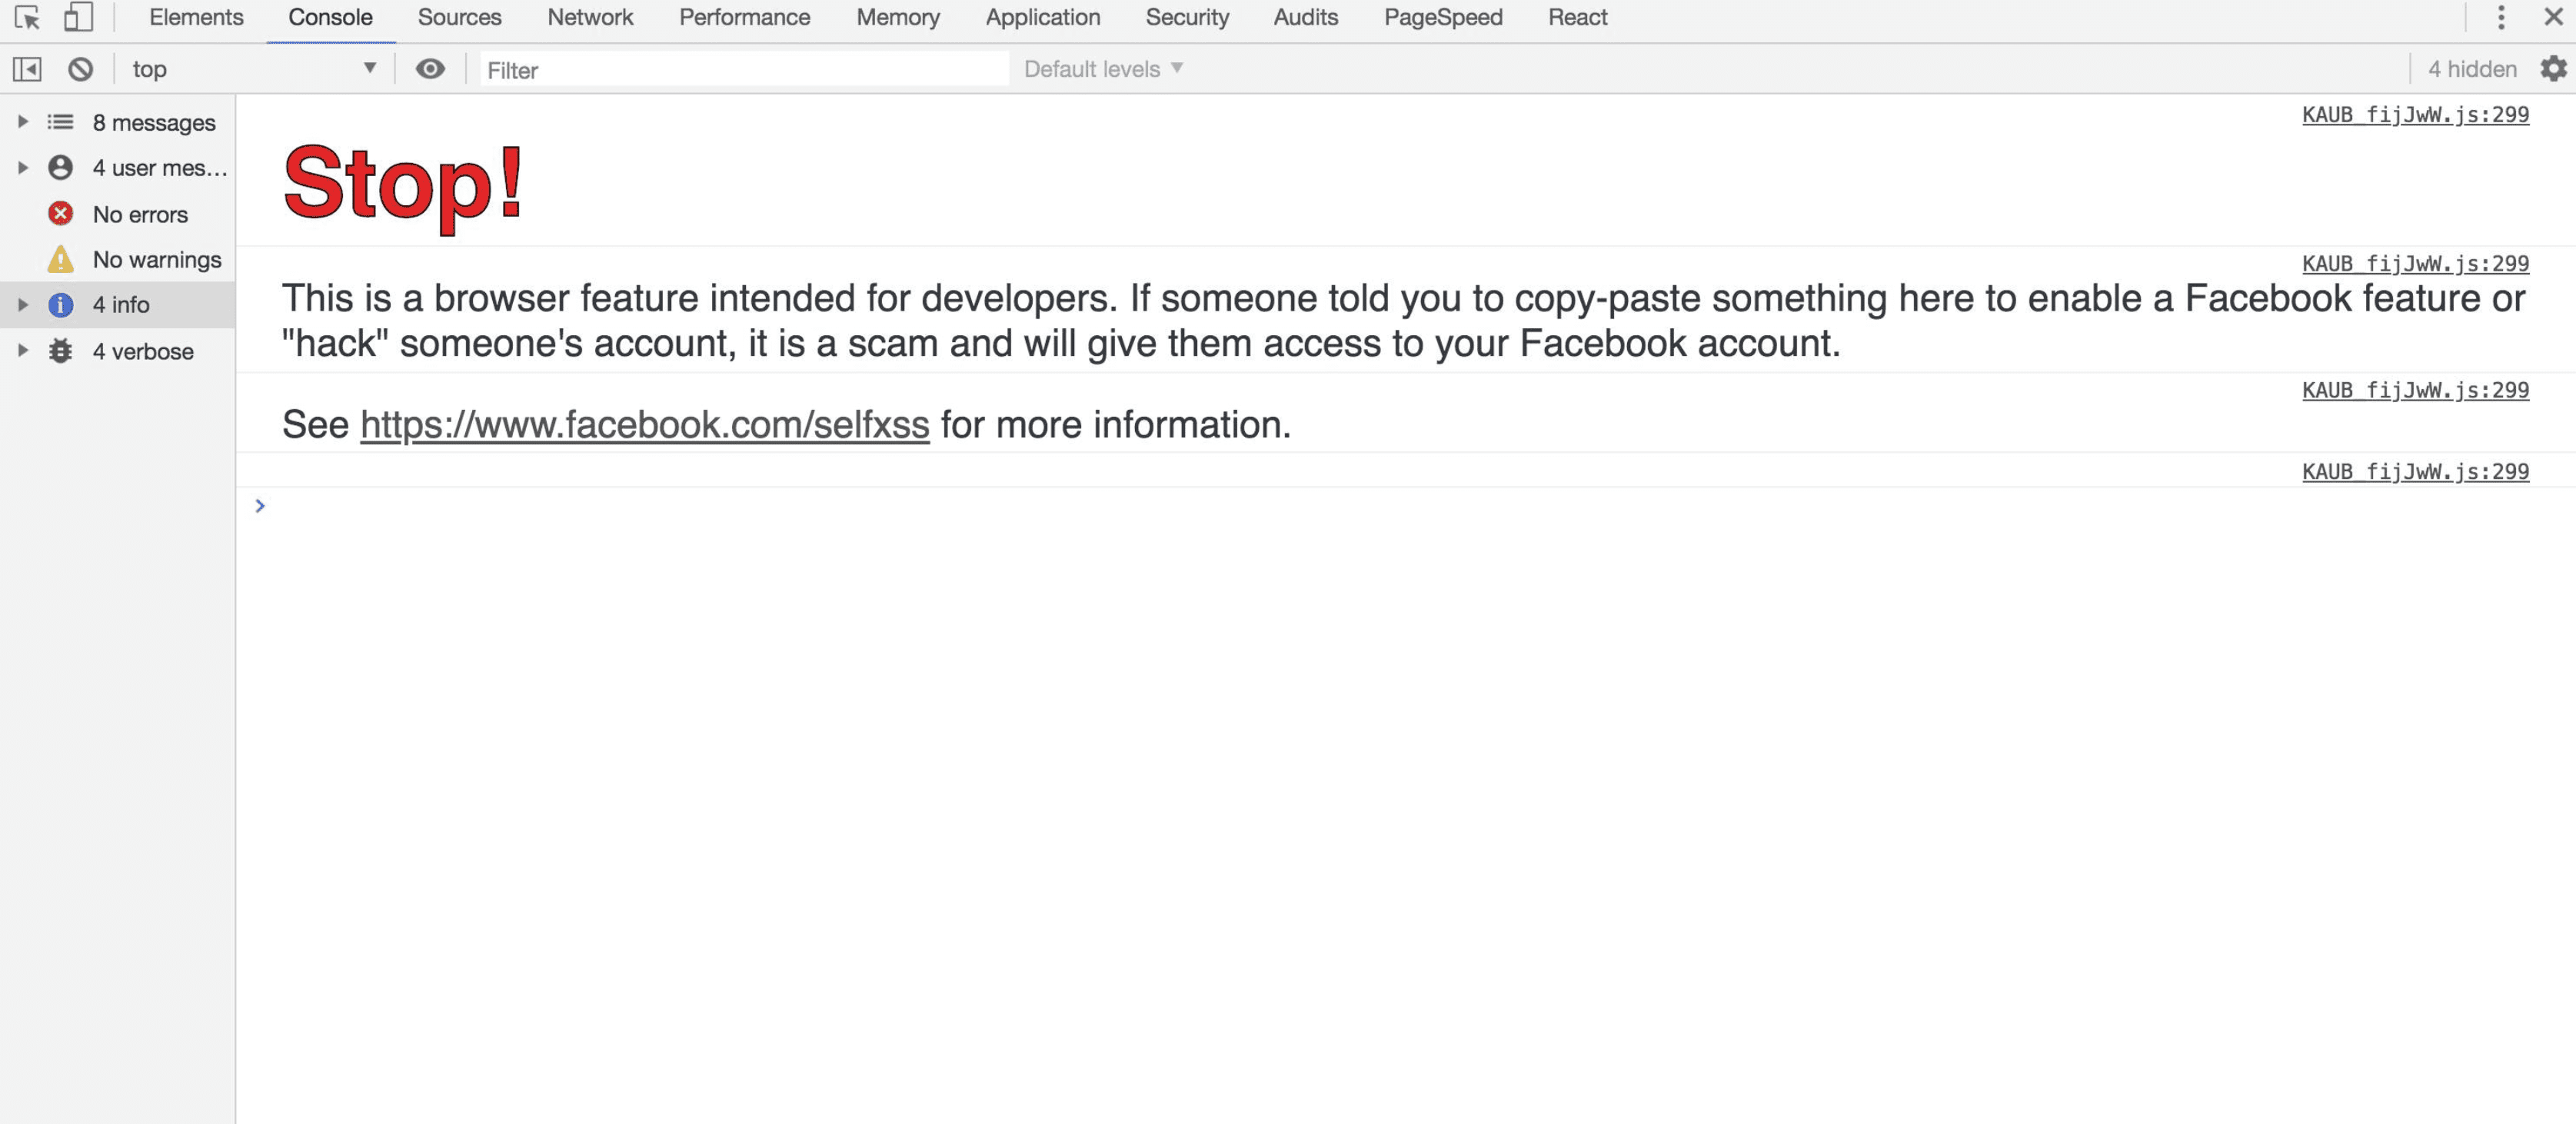 Elements Console Sources Network Performance Memory Application Security Audits PageSpeed React
top Filter Default levels 4 hidden
8 messages
4 user mes...
No errors
No warnings
4 info
4 verbose
KAUB_fijJwW.js:299
Stop!
KAUB_fijJwW.js:299
This is a browser feature intended for developers. If someone told you to copy-paste something here to enable a Facebook feature or
"hack" someone's account, it is a scam and will give them access to your Facebook account.
KAUB_fijJwW.js:299
See https://www.facebook.com/selfxss for more information.
KAUB_fijJwW.js:299